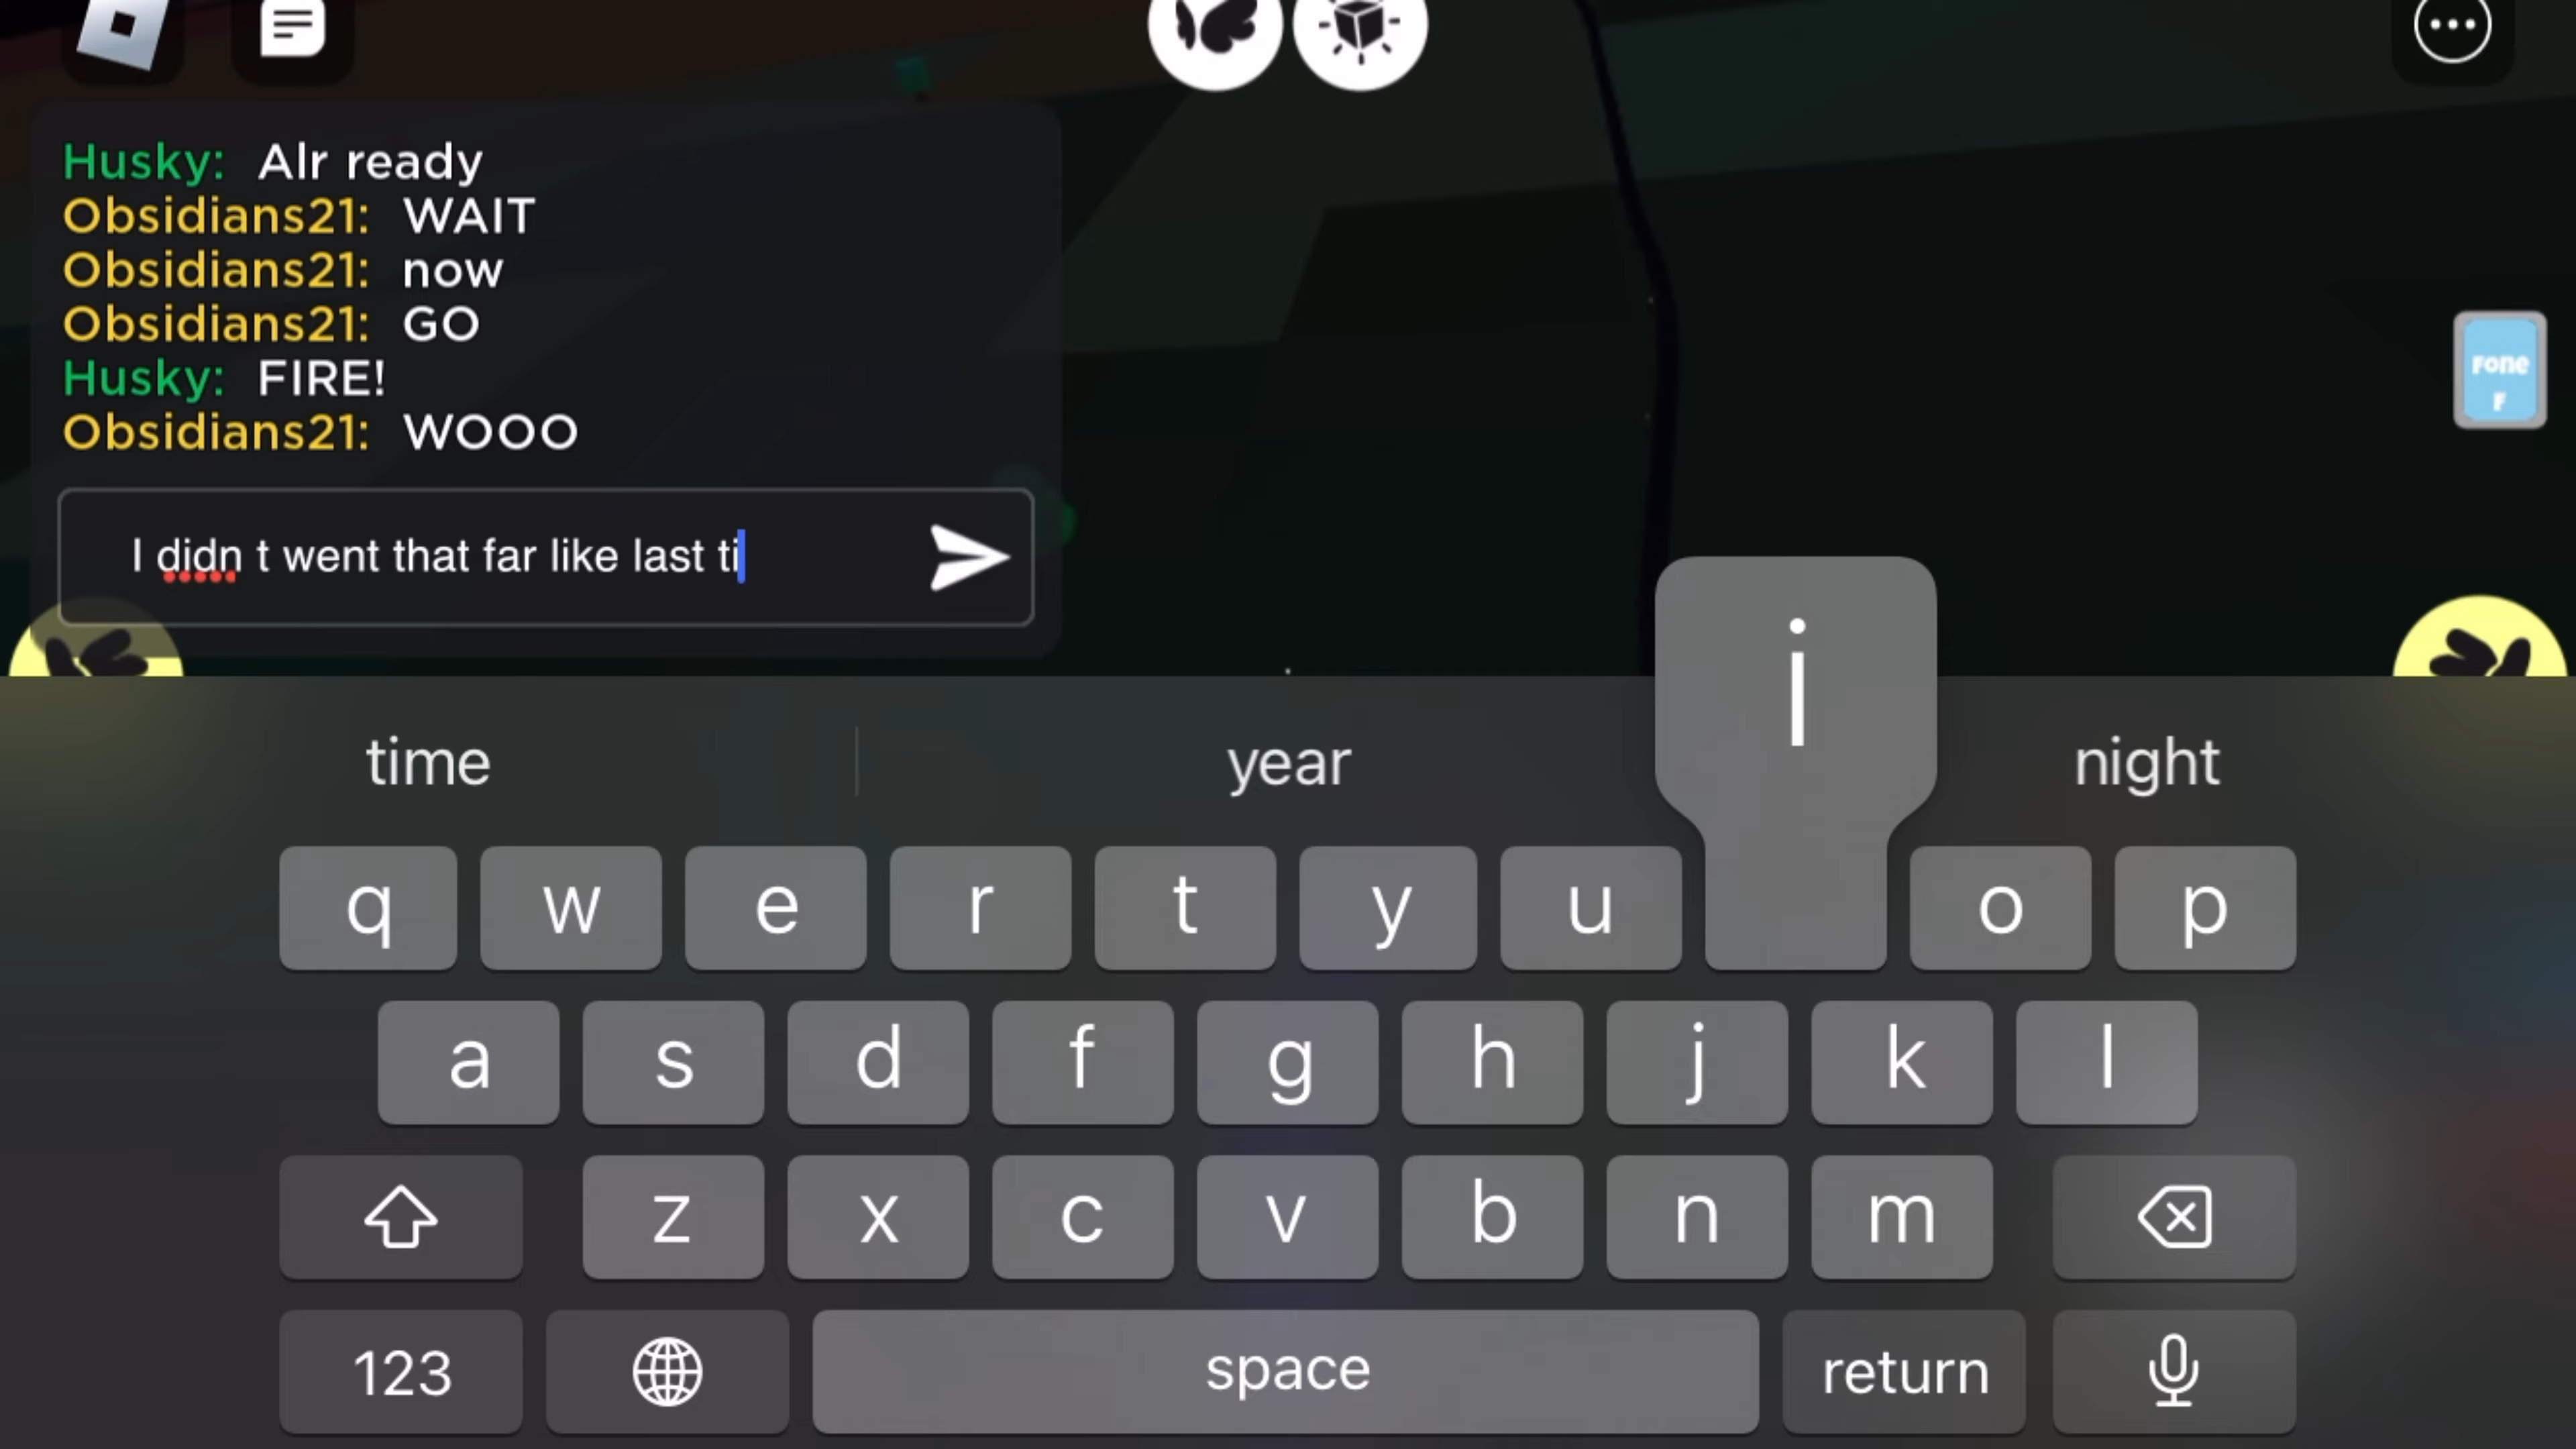 Husky: Alr ready
Obsidians21: WAIT
Obsidians21: now
Obsidians21: GO
Husky: FIRE!
Obsidians21: WOOO
I didn t went that far like last ti
Fone
F
i
time year night
q w e r t y u o p
a s d f g h j k l
z x c v b n m
123 space return